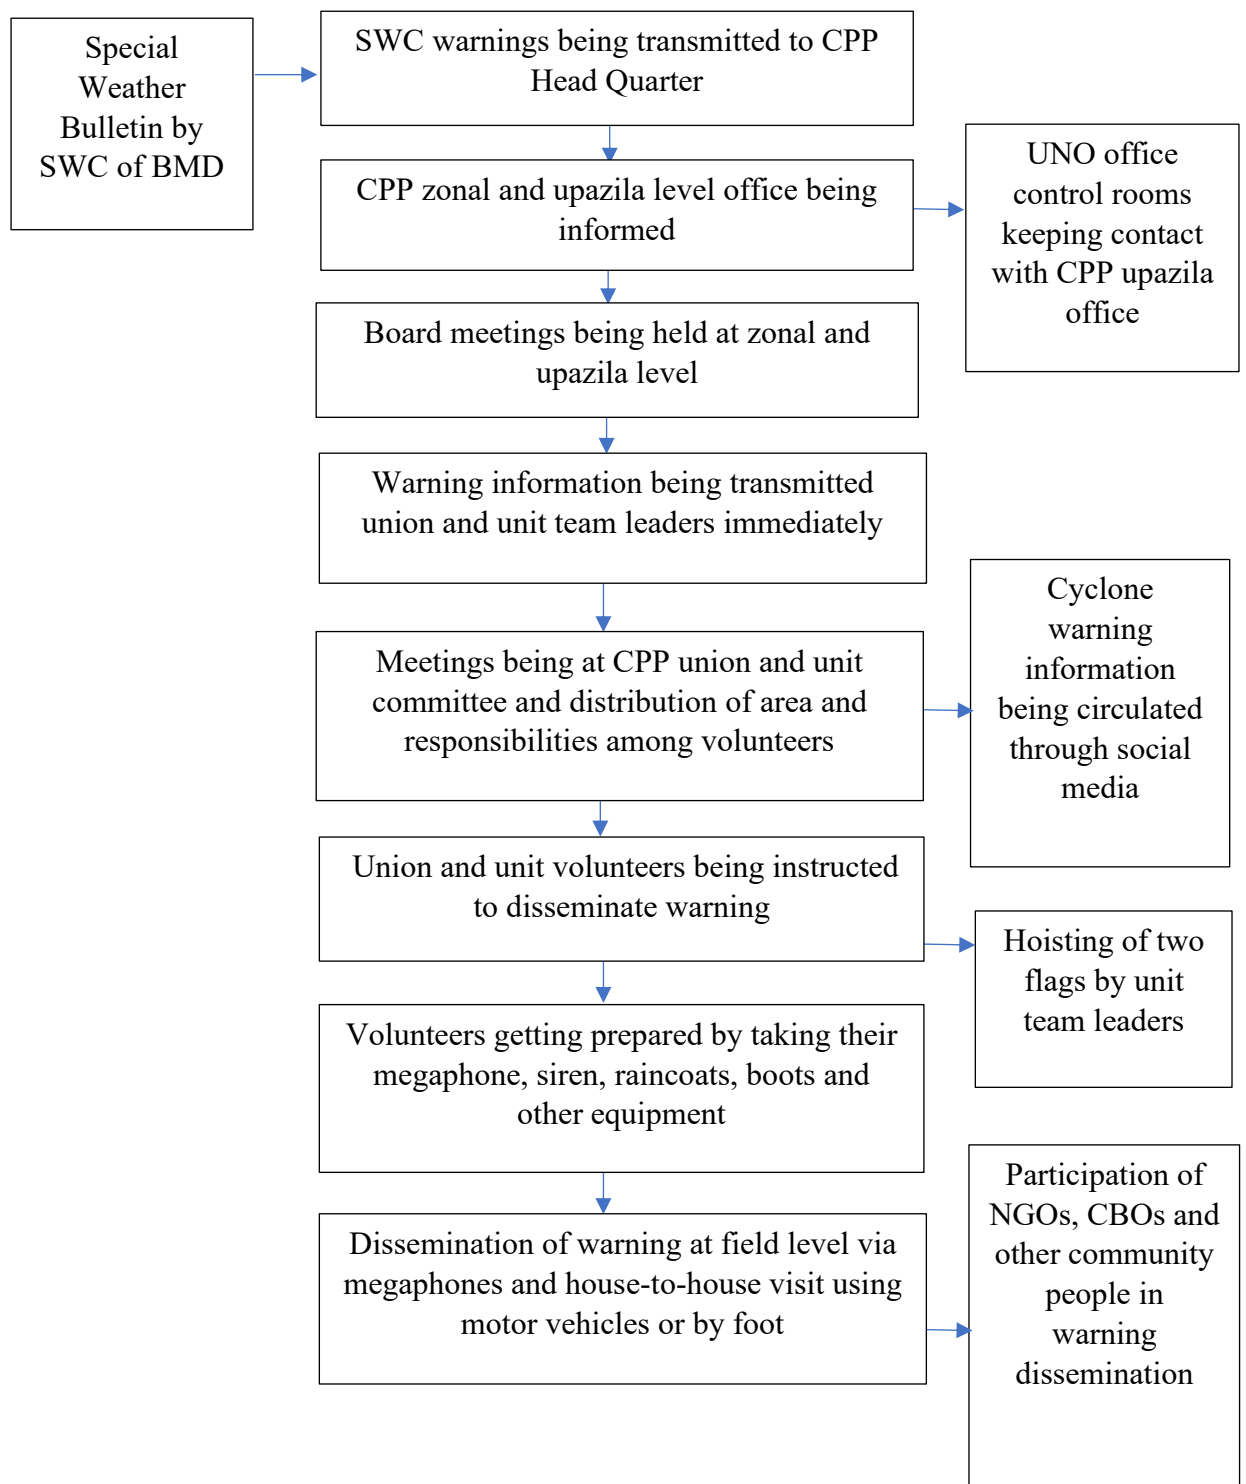 Special
Weather
Bulletin by
SWC of BMD
SWC warnings being transmitted to CPP
Head Quarter
CPP zonal and upazila level office being
informed
UNO office
control rooms
keeping contact
with CPP upazila
office
Board meetings being held at zonal and
upazila level
Warning information being transmitted
union and unit team leaders immediately
Meetings being at CPP union and unit
committee and distribution of area and
responsibilities among volunteers
Cyclone
warning
information
being circulated
through social
media
Union and unit volunteers being instructed
to disseminate warning
Hoisting of two
flags by unit
team leaders
Volunteers getting prepared by taking their
megaphone, siren, raincoats, boots and
other equipment
Dissemination of warning at field level via
megaphones and house-to-house visit using
motor vehicles or by foot
Participation of
NGOs, CBOs and
other community
people in
warning
dissemination